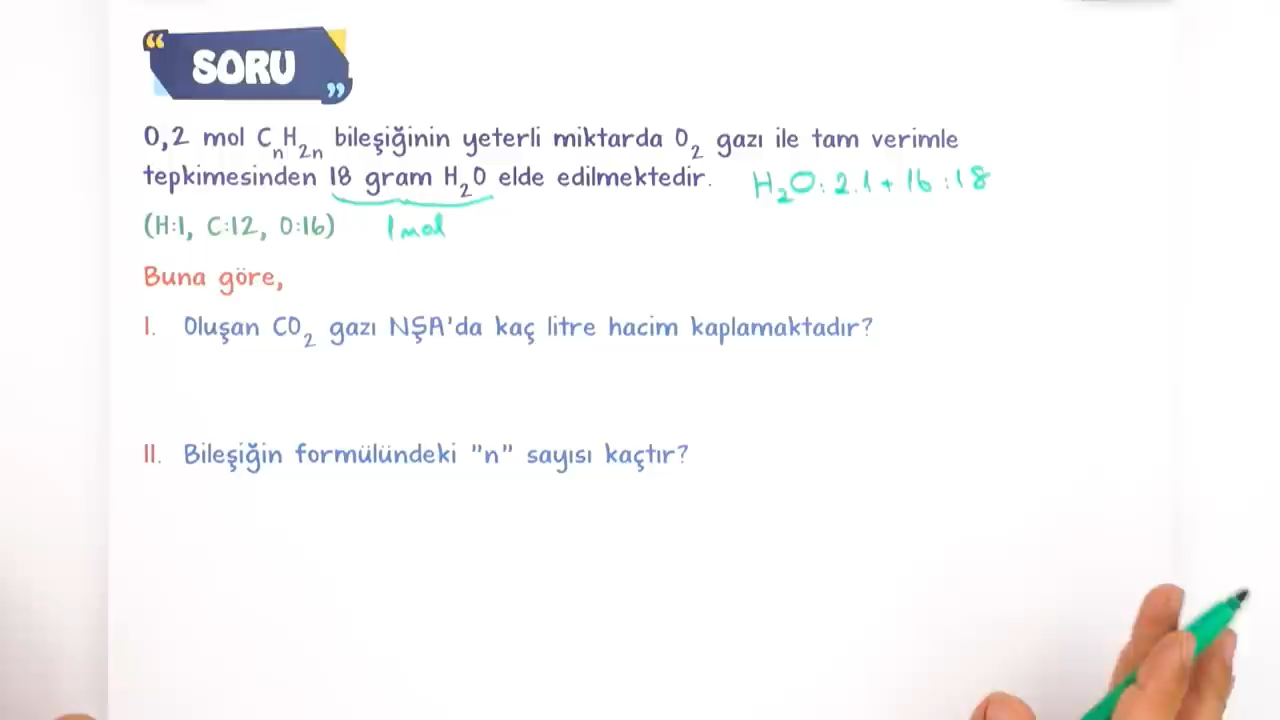 SORU
0,2 mol CnH2n bileşiğinin yeterli miktarda O2 gazı ile tam verimle
tepkimesinden 18 gram H2O elde edilmektedir. H2O: 2.1 + 16 : 18
(H:1, C:12, O:16) 1 mol
Buna göre,
I. Oluşan CO2 gazı NŞA'da kaç litre hacim kaplamaktadır?
II. Bileşiğin formülündeki "n" sayısı kaçtır?